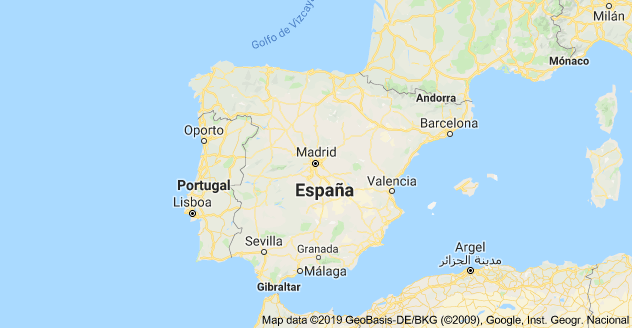 Milán
Golfo de Vizcaya
Mónaco
Andorra
Barcelona
Oporto
Madrid
Portugal
España
Valencia
Lisboa
Sevilla
Granada
Argel
مدينة الجزائر
Málaga
Gibraltar
Map data ©2019 GeoBasis-DE/BKG (©2009), Google, Inst. Geogr. Nacional